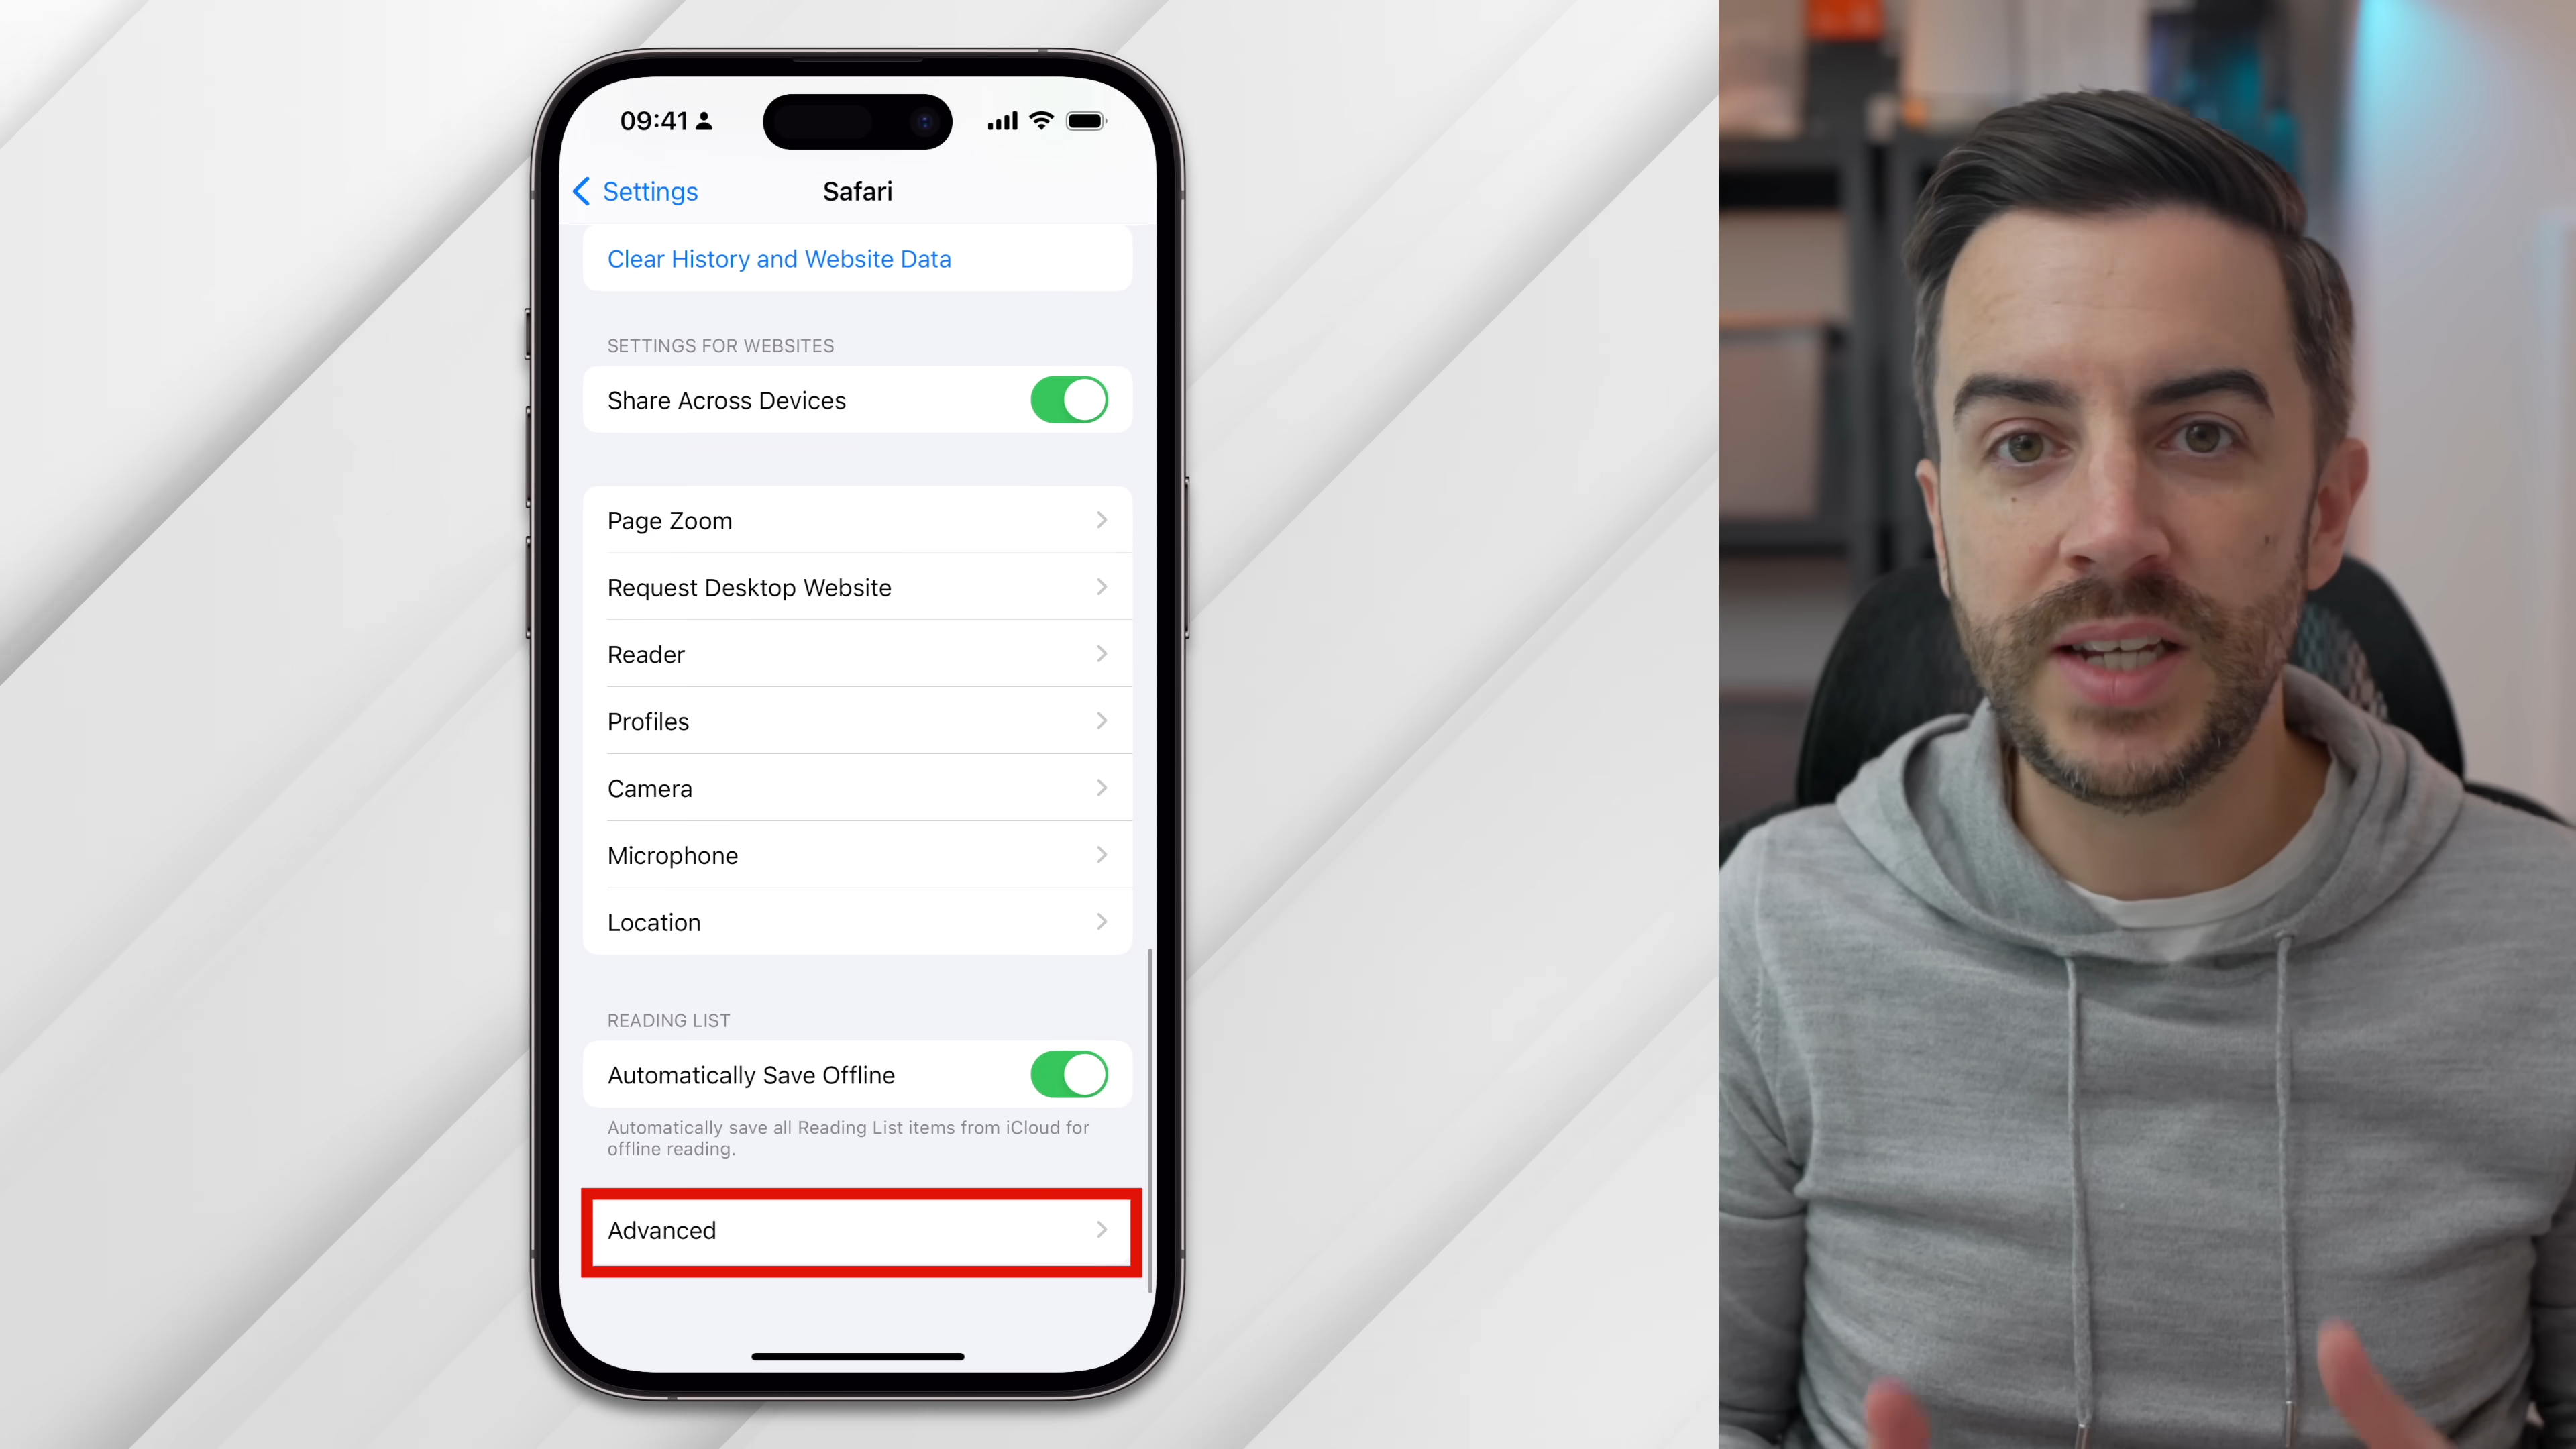 09:41
Settings
Safari
Clear History and Website Data
SETTINGS FOR WEBSITES
Share Across Devices
Page Zoom
Request Desktop Website
Reader
Profiles
Camera
Microphone
Location
READING LIST
Automatically Save Offline
Automatically save all Reading List items from iCloud for
offline reading.
Advanced